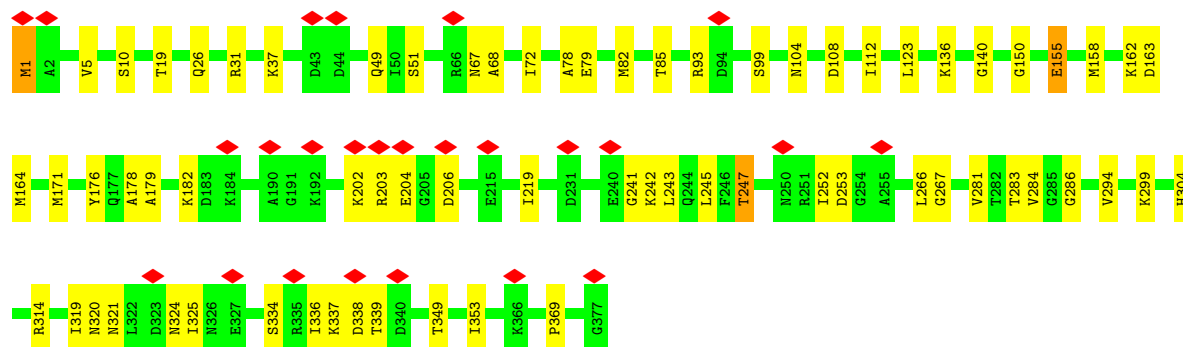 M1 A2 V5 S10 T19 Q26 R31 K37 D43 D44 Q49 I50 S51 R66 N67 A68 I72 A78 E79 M82 T85 R93 D94 S99 N104 D108 I112 L123 K136 G140 G150 E155 M158 K162 D163
M164 M171 Y176 Q177 A178 A179 K182 D183 K184 A190 G191 K192 K202 R203 E204 G205 D206 E215 I219 D231 E240 G241 K242 L243 Q244 L245 F246 T247 N250 R251 I252 D253 G254 A255 L266 G267 V281 T282 T283 V284 G285 G286 V294 K299 H304
R314 I319 N320 N321 L322 D323 N324 I325 N326 E327 S334 R335 I336 K337 D338 T339 D340 T349 I353 K366 P369 G377